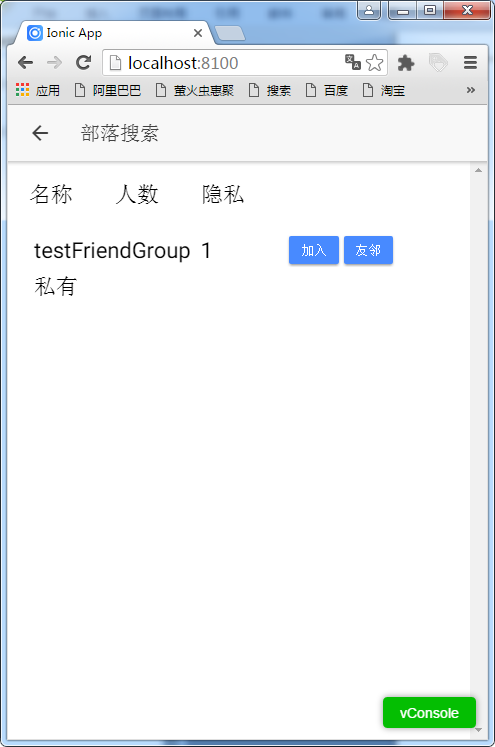 Ionic App
localhost:8100
应用 阿里巴巴 萤火虫惠聚 搜索 百度 淘宝 »
部落搜索
名称 人数 隐私
testFriendGroup 1 加入 友邻
私有
vConsole